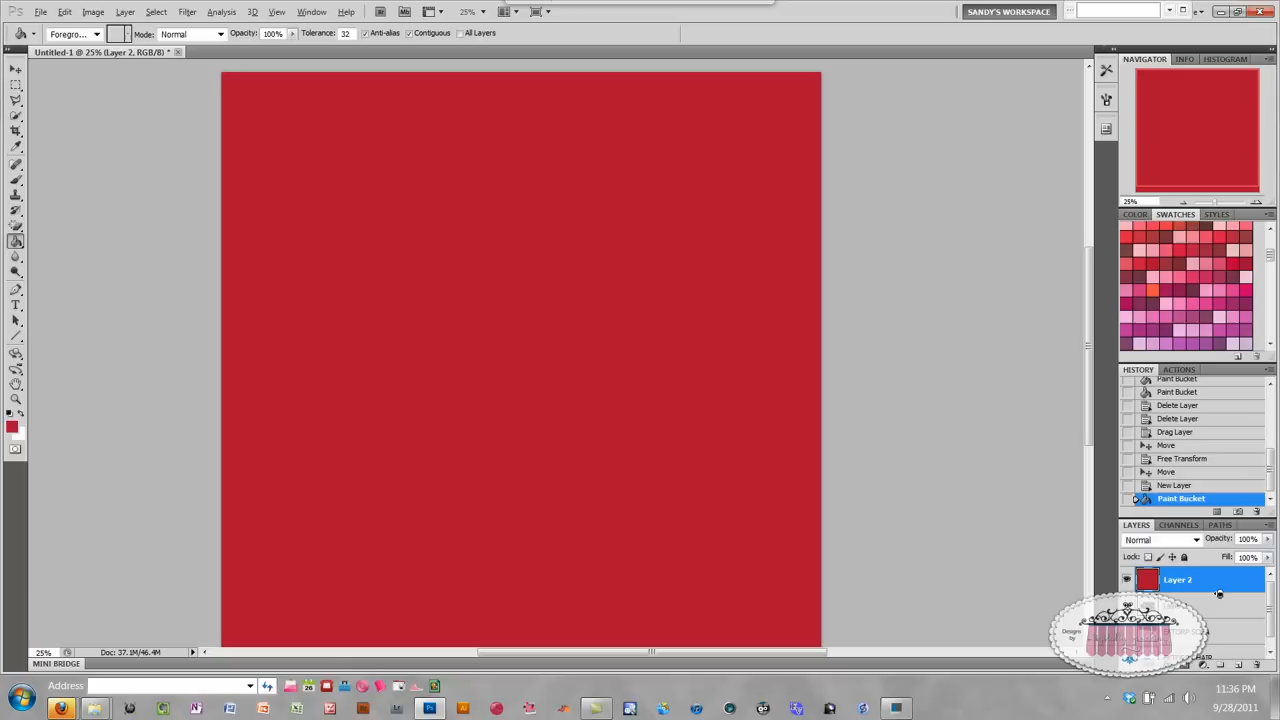 Ps File Edit Image Layer Select Filter Analysis 3D View Window Help 25% SANDY'S WORKSPACE
Foregro... Mode: Normal Opacity: 100% Tolerance: 32 Anti-alias Contiguous All Layers
Untitled-1 @ 25% (Layer 2, RGB/8) *
NAVIGATOR INFO HISTOGRAM
25%
COLOR SWATCHES STYLES
HISTORY ACTIONS
Paint Bucket
Paint Bucket
Delete Layer
Delete Layer
Drag Layer
Move
Free Transform
Move
New Layer
Paint Bucket
LAYERS CHANNELS PATHS
Normal Opacity: 100%
Lock: Fill: 100%
Layer 2
Designs
by
25% Doc: 37.1M/46.4M
MINI BRIDGE
Address
11:36 PM
9/28/2011